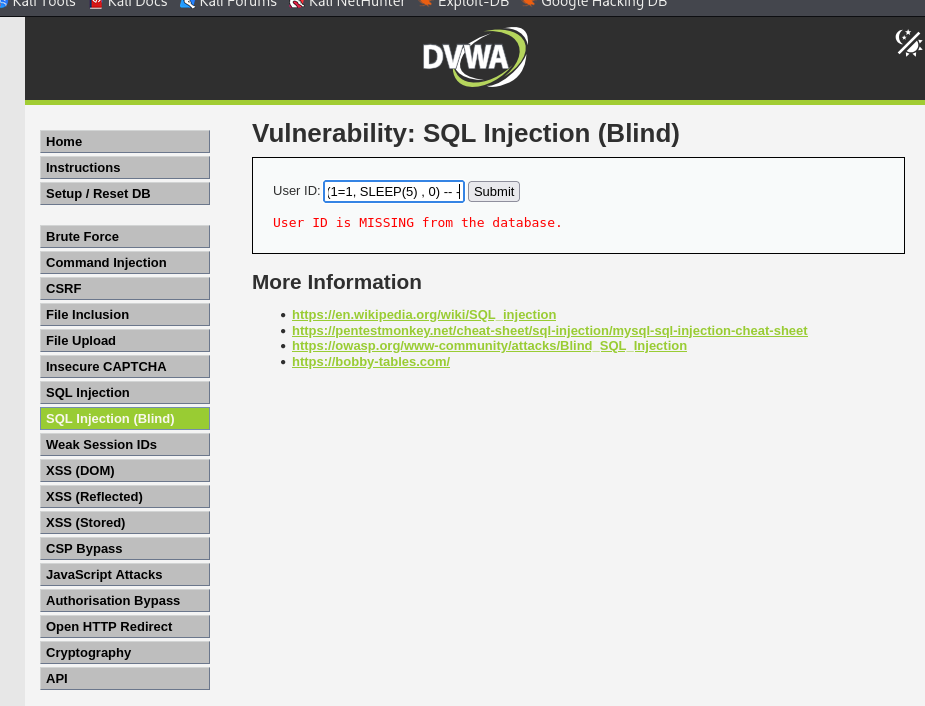 Kali Tools Kali Docs Kali Forums Kali NetHunter Exploit-DB Google Hacking DB
DVWA
Home
Instructions
Setup / Reset DB
Brute Force
Command Injection
CSRF
File Inclusion
File Upload
Insecure CAPTCHA
SQL Injection
SQL Injection (Blind)
Weak Session IDs
XSS (DOM)
XSS (Reflected)
XSS (Stored)
CSP Bypass
JavaScript Attacks
Authorisation Bypass
Open HTTP Redirect
Cryptography
API
Vulnerability: SQL Injection (Blind)
User ID: (1=1, SLEEP(5) , 0) -- - Submit
User ID is MISSING from the database.
More Information
https://en.wikipedia.org/wiki/SQL_injection
https://pentestmonkey.net/cheat-sheet/sql-injection/mysql-sql-injection-cheat-sheet
https://owasp.org/www-community/attacks/Blind_SQL_Injection
https://bobby-tables.com/